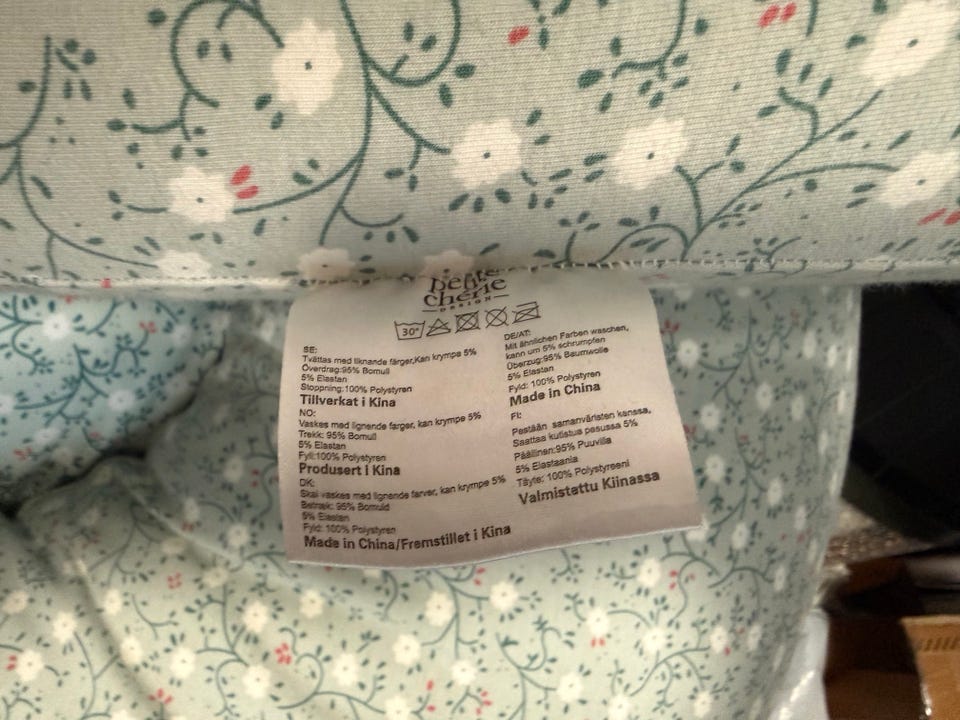 petite
chérie
DESIGN
30°
SE:
Tvättas med liknande färger,Kan krympa 5%
Överdrag:95% Bomull
5% Elastan
Stoppning:100% Polystyren
Tillverkat i Kina
NO:
Vaskes med lignende farger, kan krympe 5%
Trekk: 95% Bomull
5% Elastan
Fyll:100% Polystyren
Produsert i Kina
DK:
Skal vaskes med lignende farver, kan krympe 5%
Betræk: 95% Bomuld
5% Elastan
Fyld: 100% Polystyren
Made in China/Fremstillet i Kina
DE/AT:
Mit ähnlichen Farben waschen,
kann um 5% schrumpfen
Überzug:95% Baumwolle
5% Elastan
Fyld: 100% Polystyren
Made in China
FI:
Pestään samanväristen kanssa,
Saattaa kutistua pesussa 5%
Päällinen:95% Puuvilla
5% Elastaania
Täyte: 100% Polystyreeni
Valmistettu Kiinassa